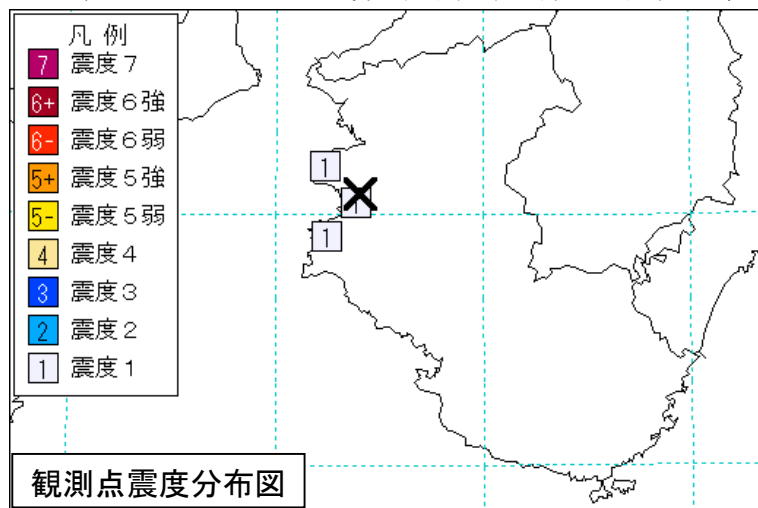 凡 例
7 震度７
6+ 震度６強
6- 震度６弱
5+ 震度５強
5- 震度５弱
4 震度４
3 震度３
2 震度２
1 震度１
1
1
1
観測点震度分布図